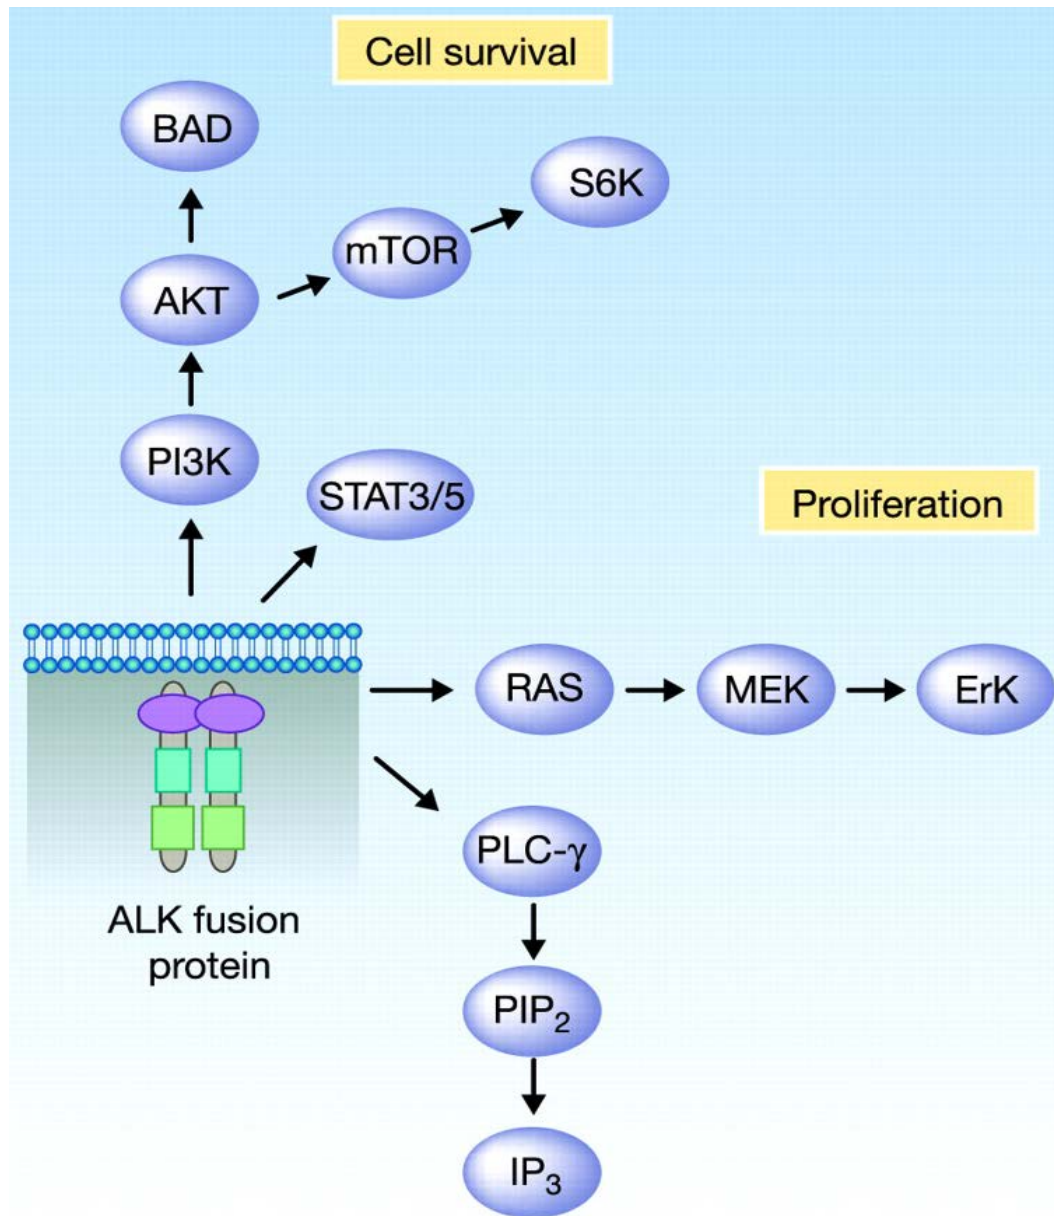 Cell survival
BAD
S6K
mTOR
AKT
PI3K
STAT3/5
Proliferation
RAS
MEK
ErK
PLC-γ
ALK fusion
protein
PIP₂
IP₃